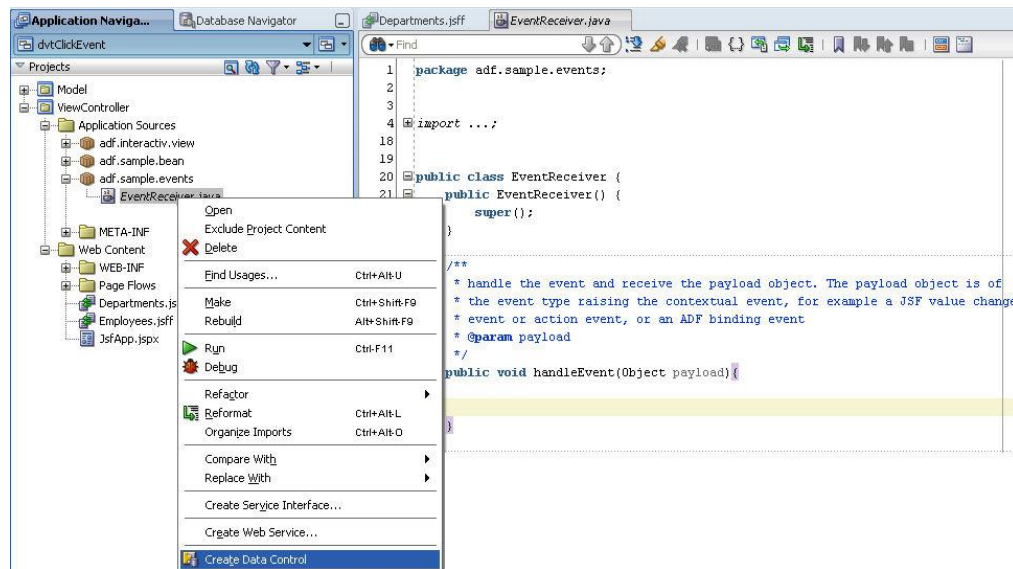 Application Naviga...
Database Navigator
dvtClickEvent
Projects
Model
ViewController
Application Sources
adf.interactiv.view
adf.sample.bean
adf.sample.events
EventReceiver.java
META-INF
Web Content
WEB-INF
Page Flows
Departments.js
Employees.jsff
JsfApp.jspx
Open
Exclude Project Content
Delete
Find Usages... Ctrl+Alt-U
Make Ctrl+Shift-F9
Rebuild Alt+Shift-F9
Run Ctrl-F11
Debug
Refactor
Reformat Ctrl+Alt-L
Organize Imports Ctrl+Alt-O
Compare With
Replace With
Create Service Interface...
Create Web Service...
Create Data Control
Departments.jsff
EventReceiver.java
Find
1 package adf.sample.events;
2
3
4 import ...;
18
19
20 public class EventReceiver {
21 public EventReceiver() {
super();
}
/**
* handle the event and receive the payload object. The payload object is of
* the event type raising the contextual event, for example a JSF value change
* event or action event, or an ADF binding event
* @param payload
*/
public void handleEvent(Object payload){
}